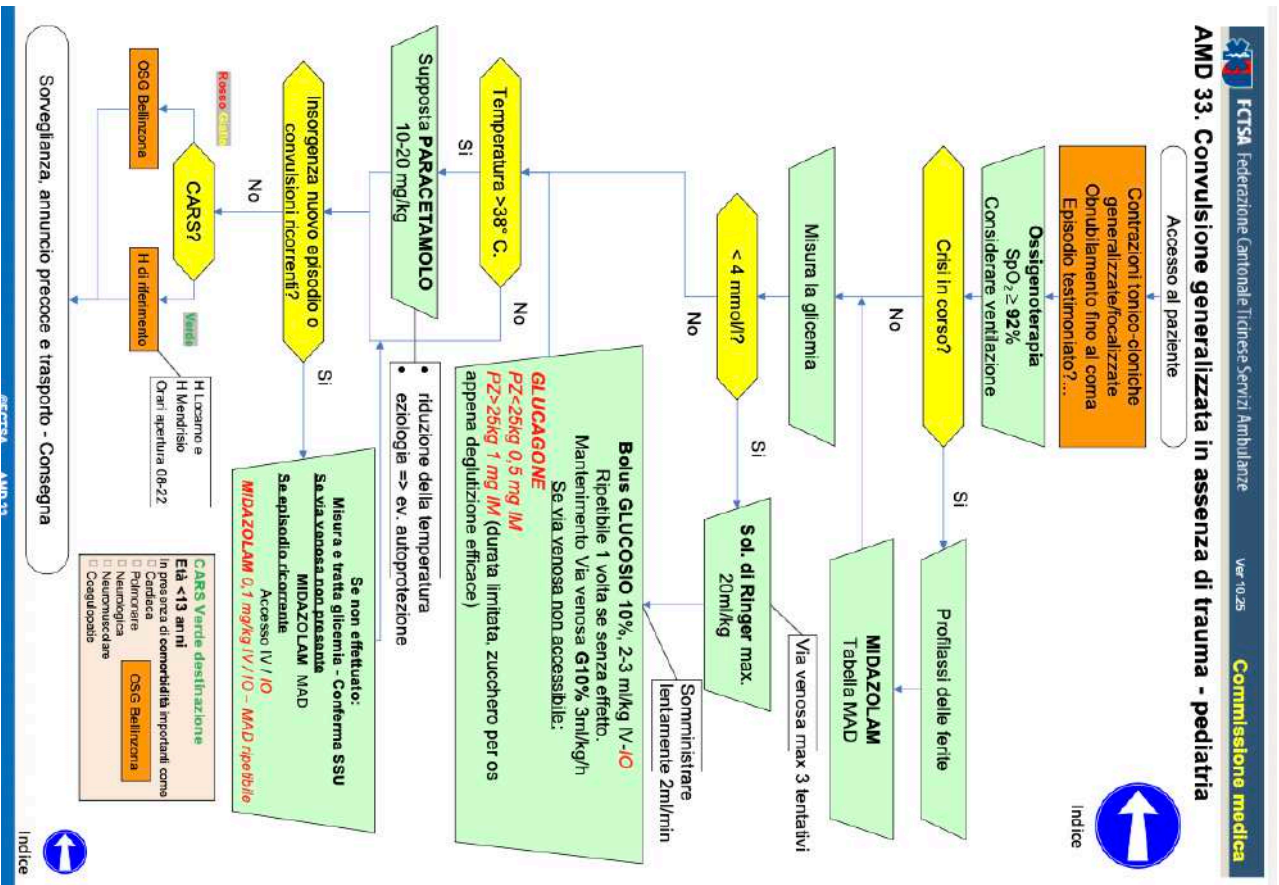 FCTSA Federazione Cantonale Ticinese Servizi Ambulanze
Ver 10.25
Commissione medica
AMD 33. Convulsione generalizzata in assenza di trauma - pediatria
Indice
Accesso al paziente
Contrazioni tonico-cloniche
generalizzate/focalizzate
Obnubilamento fino al coma
Episodio testimoniato?...
Ossigenoterapia
SpO₂ ≥ 92%
Considerare ventilazione
Crisi in corso?
Si
No
Profilassi delle ferite
MIDAZOLAM
Tabella MAD
Misura la glicemia
< 4 mmol/l?
Si
No
Via venosa max 3 tentativi
Sol. di Ringer max.
20ml/kg
Somministrare
lentamente 2ml/min
Bolus GLUCOSIO 10%, 2-3 ml/kg IV-IO
Ripetibile 1 volta se senza effetto.
Mantenimento Via venosa G10% 3ml/kg/h
Se via venosa non accessibile:
GLUCAGONE
PZ<25kg 0,5 mg IM
PZ>25kg 1 mg IM (durata limitata, zucchero per os
appena deglutizione efficace)
Temperatura >38° C.
Si
No
Supposta PARACETAMOLO
10-20 mg/kg
• riduzione della temperatura
• eziologia => ev. autoprotezione
Insorgenza nuovo episodio o
convulsioni ricorrenti?
Si
No
Se non effettuato:
Misura e tratta glicemia - Conferma SSU
Se via venosa non presente
MIDAZOLAM MAD
Se episodio ricorrente
Accesso IV / IO
MIDAZOLAM 0,1 mg/kg IV / IO – MAD ripetibile
CARS?
Rosso Giallo
Verde
OSG Bellinzona
H di riferimento
H Locarno e
H Mendrisio
Orari apertura 08-22
CARS Verde destinazione
Età <13 anni
In presenza di comorbidità importanti come
□ Cardiaca
□ Polmonare
□ Neurologica
□ Neuromuscolare
□ Coagulopatie
OSG Bellinzona
Sorveglianza, annuncio precoce e trasporto - Consegna
Indice